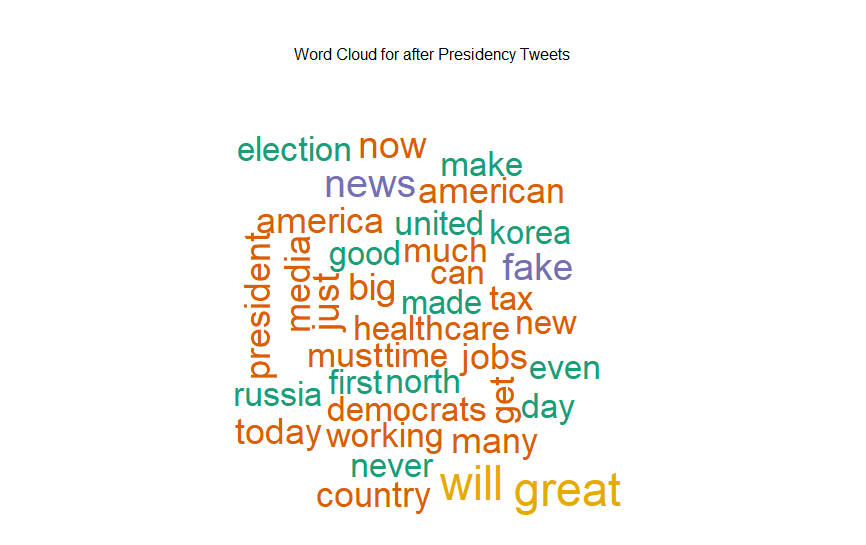 Word Cloud for after Presidency Tweets
election now
make
news american
america united korea
president media just good much
can fake
big made tax
healthcare new
must time jobs even
first north
russia get day
democrats
today working many
never
will great
country